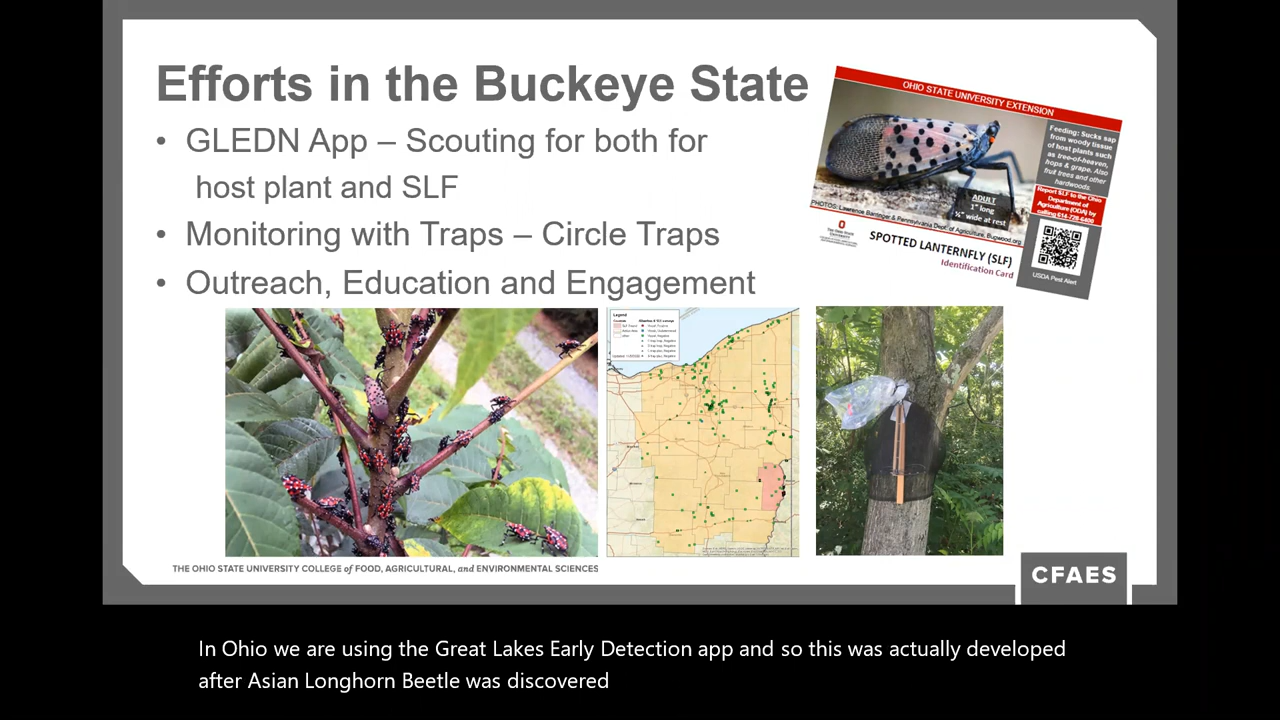 Efforts in the Buckeye State
• GLEDN App – Scouting for both for
host plant and SLF
• Monitoring with Traps – Circle Traps
• Outreach, Education and Engagement
OHIO STATE UNIVERSITY EXTENSION
Feeding: Sucks sap
from woody tissue
of host plants such
as tree-of-heaven,
hops & grape. Also
fruit trees and other
hardwoods.
ADULT
1" long
½" wide at rest
Report SLF to the Ohio
Department of
Agriculture (ODA) by
calling 614-728-6400
PHOTOS: Lawrence Barringer & Pennsylvania Dept. of Agriculture, Bugwood.org
SPOTTED LANTERNFLY (SLF)
Identification Card
USDA Pest Alert
Legend
THE OHIO STATE UNIVERSITY COLLEGE of FOOD, AGRICULTURAL, and ENVIRONMENTAL SCIENCES
CFAES
In Ohio we are using the Great Lakes Early Detection app and so this was actually developed
after Asian Longhorn Beetle was discovered